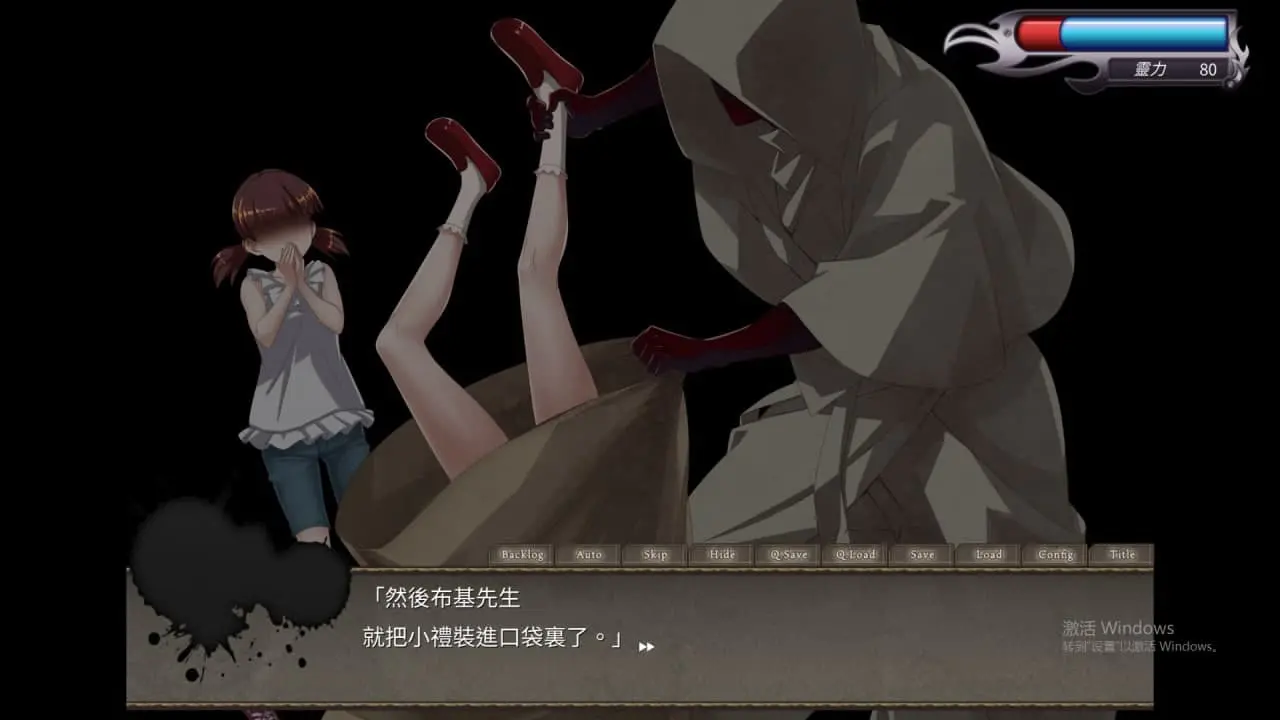 靈力 80
Backlog Auto Skip Hide Q.Save Q.Load Save Load Config Title
「然後布基先生
就把小禮裝進口袋裏了。」
激活 Windows
转到"设置"以激活 Windows。